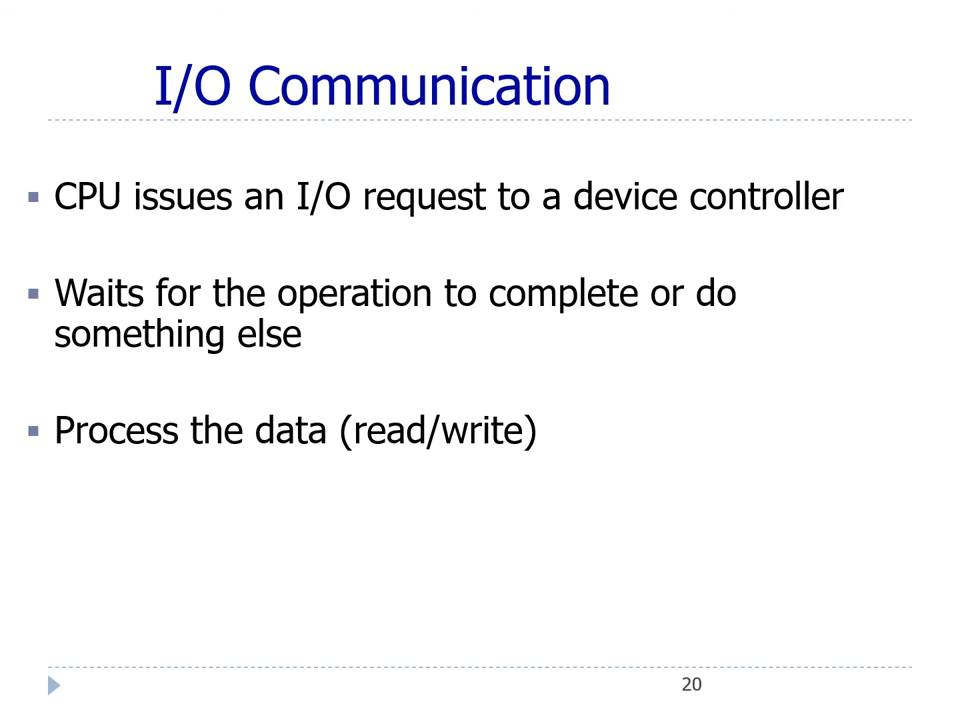 I/O Communication
▪ CPU issues an I/O request to a device controller
▪ Waits for the operation to complete or do
something else
▪ Process the data (read/write)
20